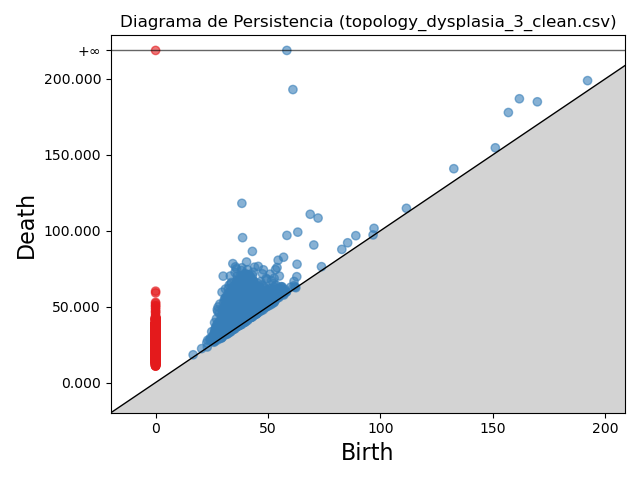 Diagrama de Persistencia (topology_dysplasia_3_clean.csv)
+∞
200.000
150.000
100.000
50.000
0.000
Death
0 50 100 150 200
Birth